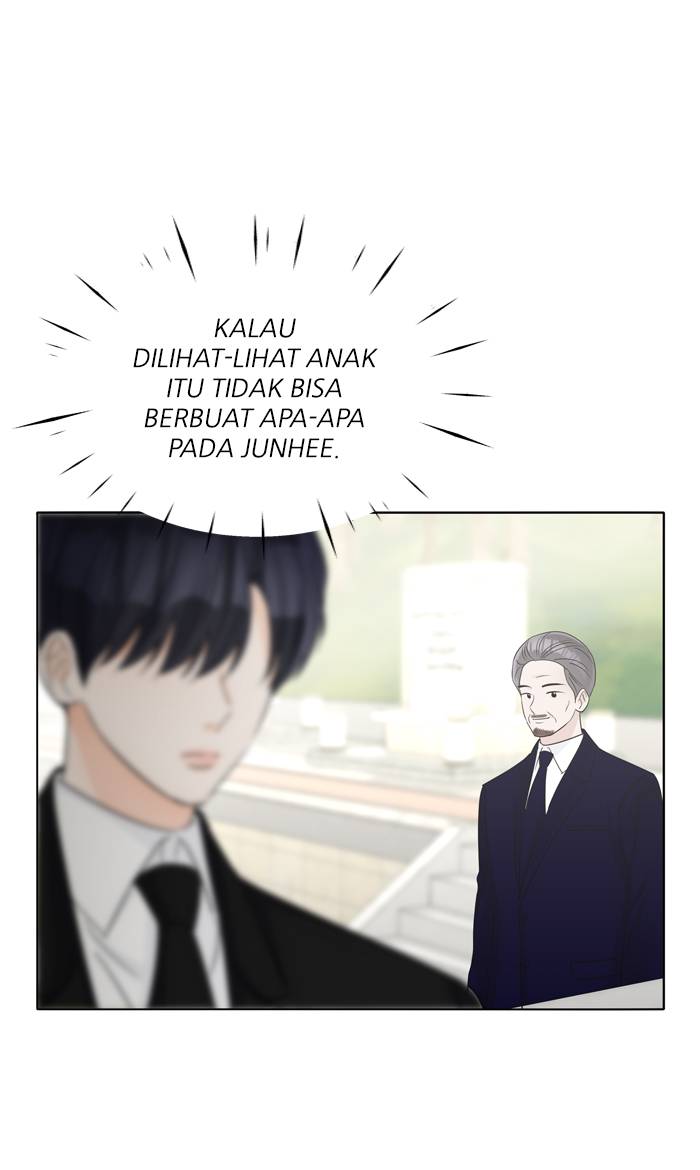 KALAU
DILIHAT-LIHAT ANAK
ITU TIDAK BISA
BERBUAT APA-APA
PADA JUNHEE.